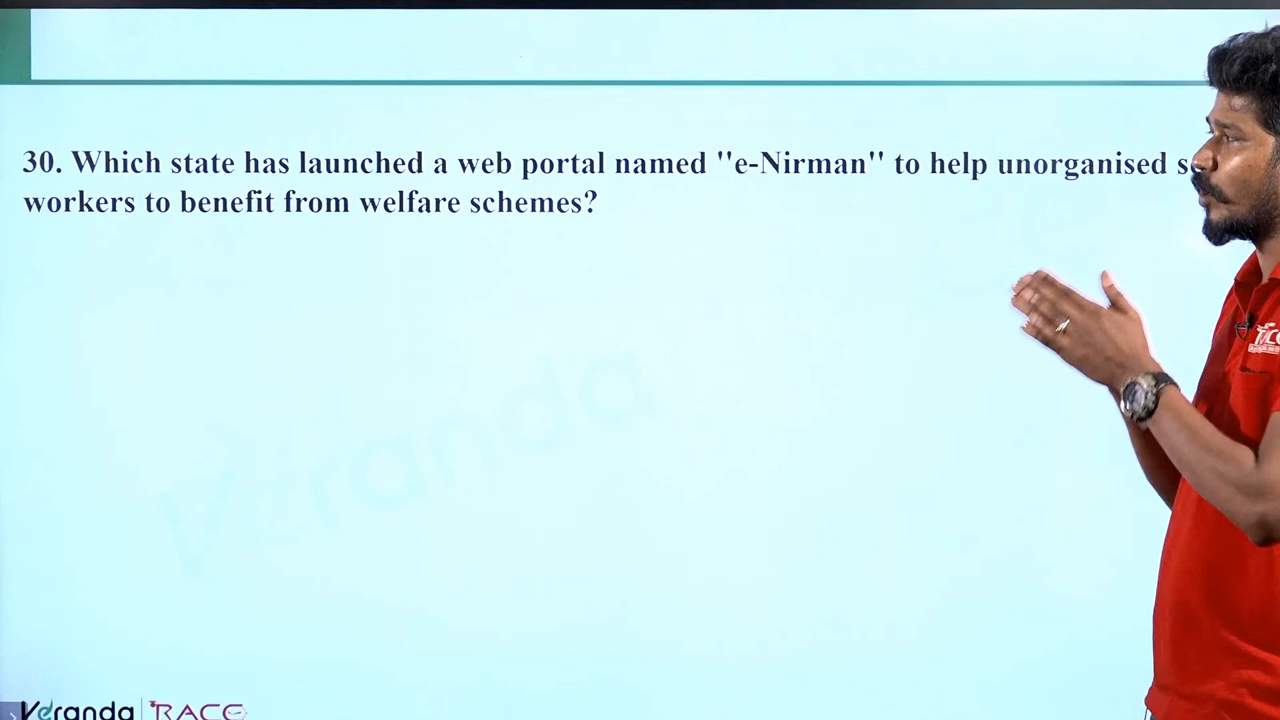 30. Which state has launched a web portal named "e-Nirman" to help unorganised
workers to benefit from welfare schemes?
Veranda
Veranda RACE